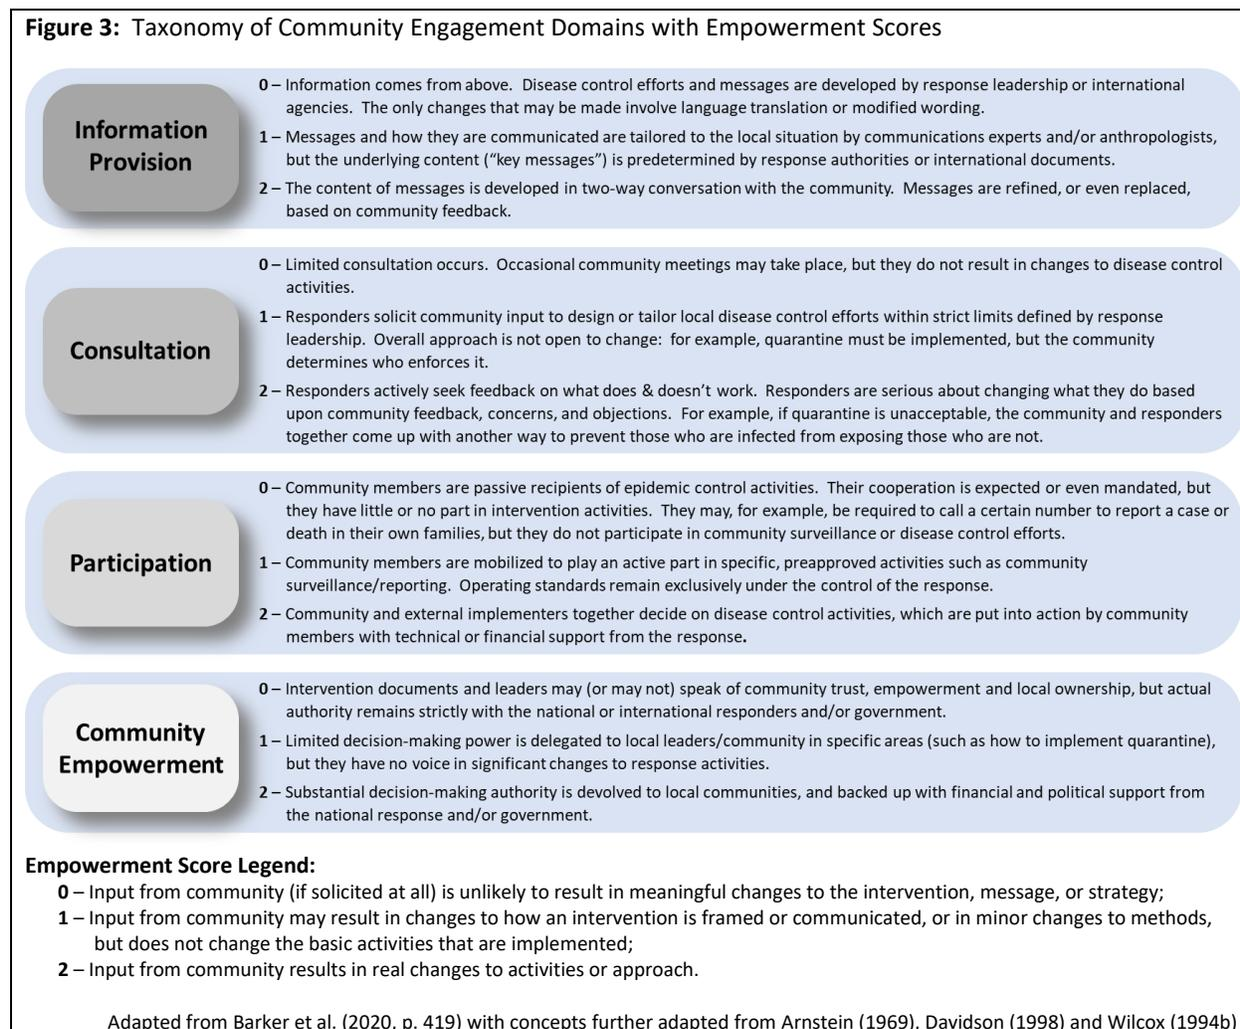 Figure 3: Taxonomy of Community Engagement Domains with Empowerment Scores
Information
Provision
0 – Information comes from above. Disease control efforts and messages are developed by response leadership or international
agencies. The only changes that may be made involve language translation or modified wording.
1 – Messages and how they are communicated are tailored to the local situation by communications experts and/or anthropologists,
but the underlying content (“key messages”) is predetermined by response authorities or international documents.
2 – The content of messages is developed in two-way conversation with the community. Messages are refined, or even replaced,
based on community feedback.
Consultation
0 – Limited consultation occurs. Occasional community meetings may take place, but they do not result in changes to disease control
activities.
1 – Responders solicit community input to design or tailor local disease control efforts within strict limits defined by response
leadership. Overall approach is not open to change: for example, quarantine must be implemented, but the community
determines who enforces it.
2 – Responders actively seek feedback on what does & doesn’t work. Responders are serious about changing what they do based
upon community feedback, concerns, and objections. For example, if quarantine is unacceptable, the community and responders
together come up with another way to prevent those who are infected from exposing those who are not.
Participation
0 – Community members are passive recipients of epidemic control activities. Their cooperation is expected or even mandated, but
they have little or no part in intervention activities. They may, for example, be required to call a certain number to report a case or
death in their own families, but they do not participate in community surveillance or disease control efforts.
1 – Community members are mobilized to play an active part in specific, preapproved activities such as community
surveillance/reporting. Operating standards remain exclusively under the control of the response.
2 – Community and external implementers together decide on disease control activities, which are put into action by community
members with technical or financial support from the response.
Community
Empowerment
0 – Intervention documents and leaders may (or may not) speak of community trust, empowerment and local ownership, but actual
authority remains strictly with the national or international responders and/or government.
1 – Limited decision-making power is delegated to local leaders/community in specific areas (such as how to implement quarantine),
but they have no voice in significant changes to response activities.
2 – Substantial decision-making authority is devolved to local communities, and backed up with financial and political support from
the national response and/or government.
Empowerment Score Legend:
0 – Input from community (if solicited at all) is unlikely to result in meaningful changes to the intervention, message, or strategy;
1 – Input from community may result in changes to how an intervention is framed or communicated, or in minor changes to methods,
but does not change the basic activities that are implemented;
2 – Input from community results in real changes to activities or approach.
Adapted from Barker et al. (2020, p. 419) with concepts further adapted from Arnstein (1969), Davidson (1998) and Wilcox (1994b)